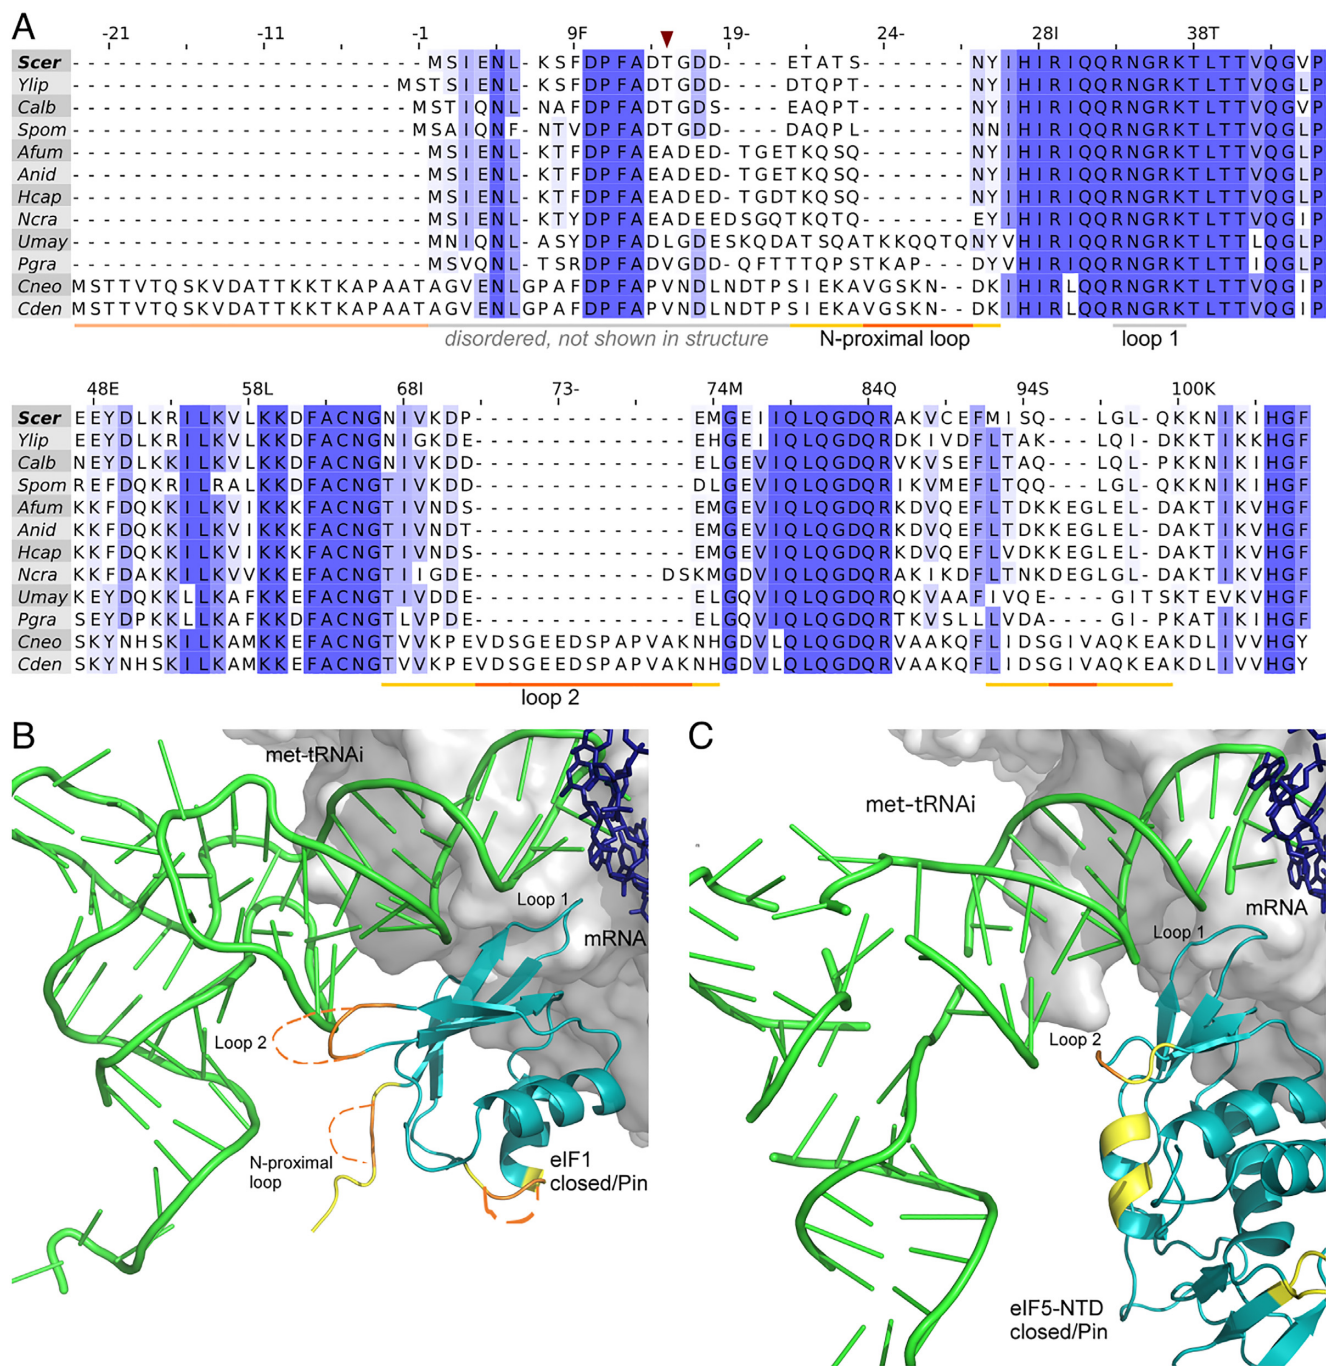 A
-21 -11 -1 9F 19- 24- 28I 38T
Scer -----------------------MSIENL-KSFDPFADTGDD----ETATS-------NYIHIRIQQRNGRKTLTTVQGVP
Ylip ---------------------MSTSIENL-KSFDPFADTGDD----DTQPT-------NYIHIRIQQRNGRKTLTTVQGLP
Calb ----------------------MSTIQNL-NAFDPFADTGDS----EAQPT-------NYIHIRIQQRNGRKTLTTVQGVP
Spom ----------------------MSAIQNF-NTVDPFADTGDD----DAQPL-------NNIHIRIQQRNGRKTLTTVQGLP
Afum -----------------------MSIENL-KTFDPFAEADED-TGETKQSQ-------NYIHIRIQQRNGRKTLTTVQGLP
Anid -----------------------MSIENL-KTFDPFAEADED-TGETKQSQ-------NYIHIRIQQRNGRKTLTTVQGLP
Hcap -----------------------MSIENL-KTFDPFAEADED-TGDTKQSQ-------NYIHIRIQQRNGRKTLTTVQGLP
Ncra -----------------------MSIENL-KTYDPFAEADEEDSGQTKQTQ-------EYIHIRIQQRNGRKTLTTVQGIP
Umay -----------------------MNIQNL-ASYDPFADLGDESKQDATSQATKKQQTQNYVHIRIQQRNGRKTLTTLQGLP
Pgra -----------------------MSVQNL-TSRDPFADVGDD-QFTTTQPSTKAP---DYVHIRIQQRNGRKTLTTIQGLP
Cneo MSTTVTQSKVDATTKKTKAPAATAGVENLGPAFDPFAPVNDLNDTPSIEKAVGSKN--DKIHIRLQQRNGRKTLTTVQGIP
Cden MSTTVTQSKVDATTKKTKAPAATAGVENLGPAFDPFAPVNDLNDTPSIEKAVGSKN--DKIHIRLQQRNGRKTLTTVQGIP
disordered, not shown in structure N-proximal loop loop 1
48E 58L 68I 73- 74M 84Q 94S 100K
Scer EEYDLKRILKVLKKDFACNGNIVKDP--------------EMGEIIQLQGDQRAKVCEFMISQ---LGL-QKKNIKIHGF
Ylip EEYDLKRILKVLKKDFACNGNIGKDP--------------EHGEIIQLQGDQRDKIVDFLTAK---LQI-DKKTIKKHGF
Calb NEYDLKKILKVLKKDFACNGNIVKDD--------------ELGEVIQLQGDQRVKVSEFLTAQ---LQL-PKKNIKIHGF
Spom REFDQKRILRALKKDFACNGTIVKDD--------------DLGEVIQLQGDQRIKVMEFLTQQ---LGL-QKKNIKIHGF
Afum KKFDQKKILKVIKKKFACNGTIVNDS--------------EMGEVIQLQGDQRKDVQEFLTDKKEGLEL-DAKTIKVHGF
Anid KKFDQKKILKVIKKKFACNGTIVNDT--------------EMGEVIQLQGDQRKDVQEFLTDKKEGLEL-DAKTIKVHGF
Hcap KKFDQKKILKVIKKKFACNGTIVNDS--------------EMGEVIQLQGDQRKDVQEFLVDKKEGLEL-DAKTIKVHGF
Ncra KKFDAKKILKVVKKEFACNGTIIGDE------------DSKMGDVIQLQGDQRAKIKDFLTNKDEGLGL-DAKTIKVHGF
Umay KEYDQKKLLKAFKKEFACNGTIVDDE--------------ELGQVIQLQGDQRQKVAAFIVQE----GITSKTEVKVHGF
Pgra SEYDPKKLLKAFKKDFACNGTLVPDE--------------ELGQVIQLQGDQRTKVSLLLVDA----GI-PKATIKIHGF
Cneo SKYNHSKILKAMKKEFACNGTVVKPEVDSGEEDSPAPVAKNHGDVLQLQGDQRVAAKQFLIDSGIVAQKEAKDLIVVHGY
Cden SKYNHSKILKAMKKEFACNGTVVKPEVDSGEEDSPAPVAKNHGDVLQLQGDQRVAAKQFLIDSGIVAQKEAKDLIVVHGY
loop 2
B
met-tRNAi
Loop 1
mRNA
Loop 2
N-proximal
loop
eIF1
closed/Pin
C
met-tRNAi
mRNA
Loop 1
Loop 2
eIF5-NTD
closed/Pin